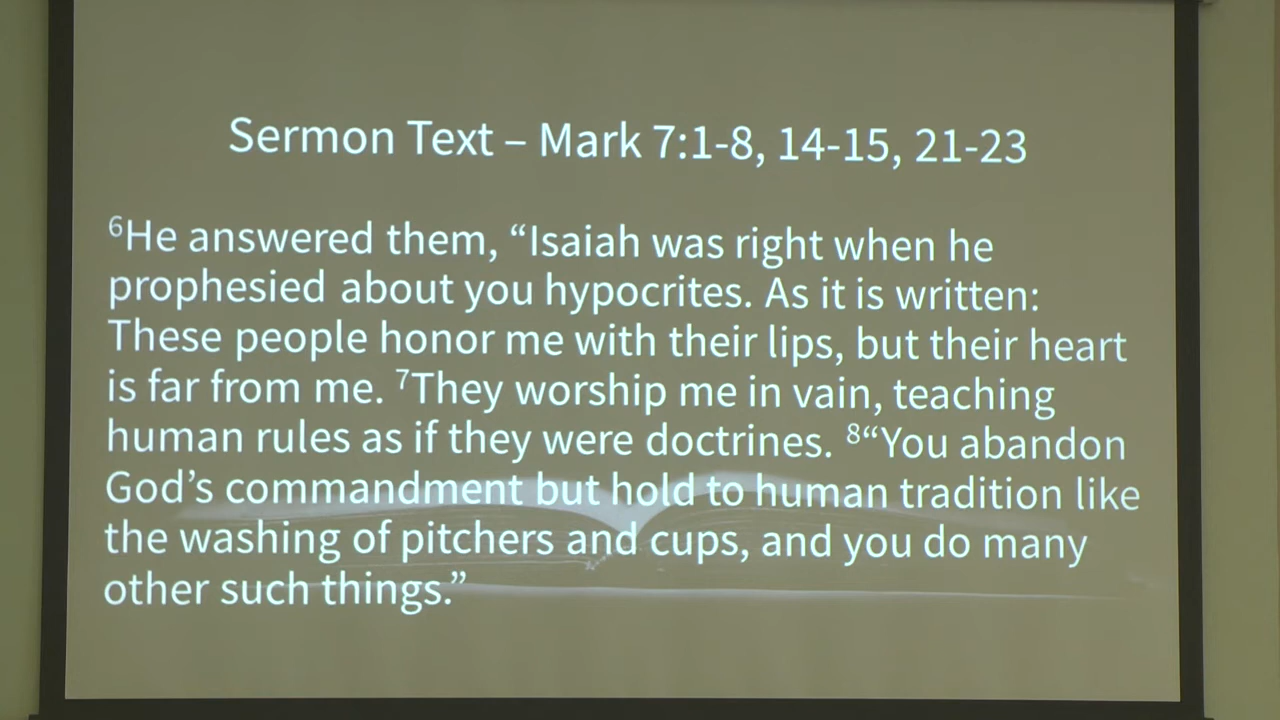 Sermon Text – Mark 7:1-8, 14-15, 21-23
⁶He answered them, “Isaiah was right when he
prophesied about you hypocrites. As it is written:
These people honor me with their lips, but their heart
is far from me. ⁷They worship me in vain, teaching
human rules as if they were doctrines. ⁸“You abandon
God’s commandment but hold to human tradition like
the washing of pitchers and cups, and you do many
other such things.”